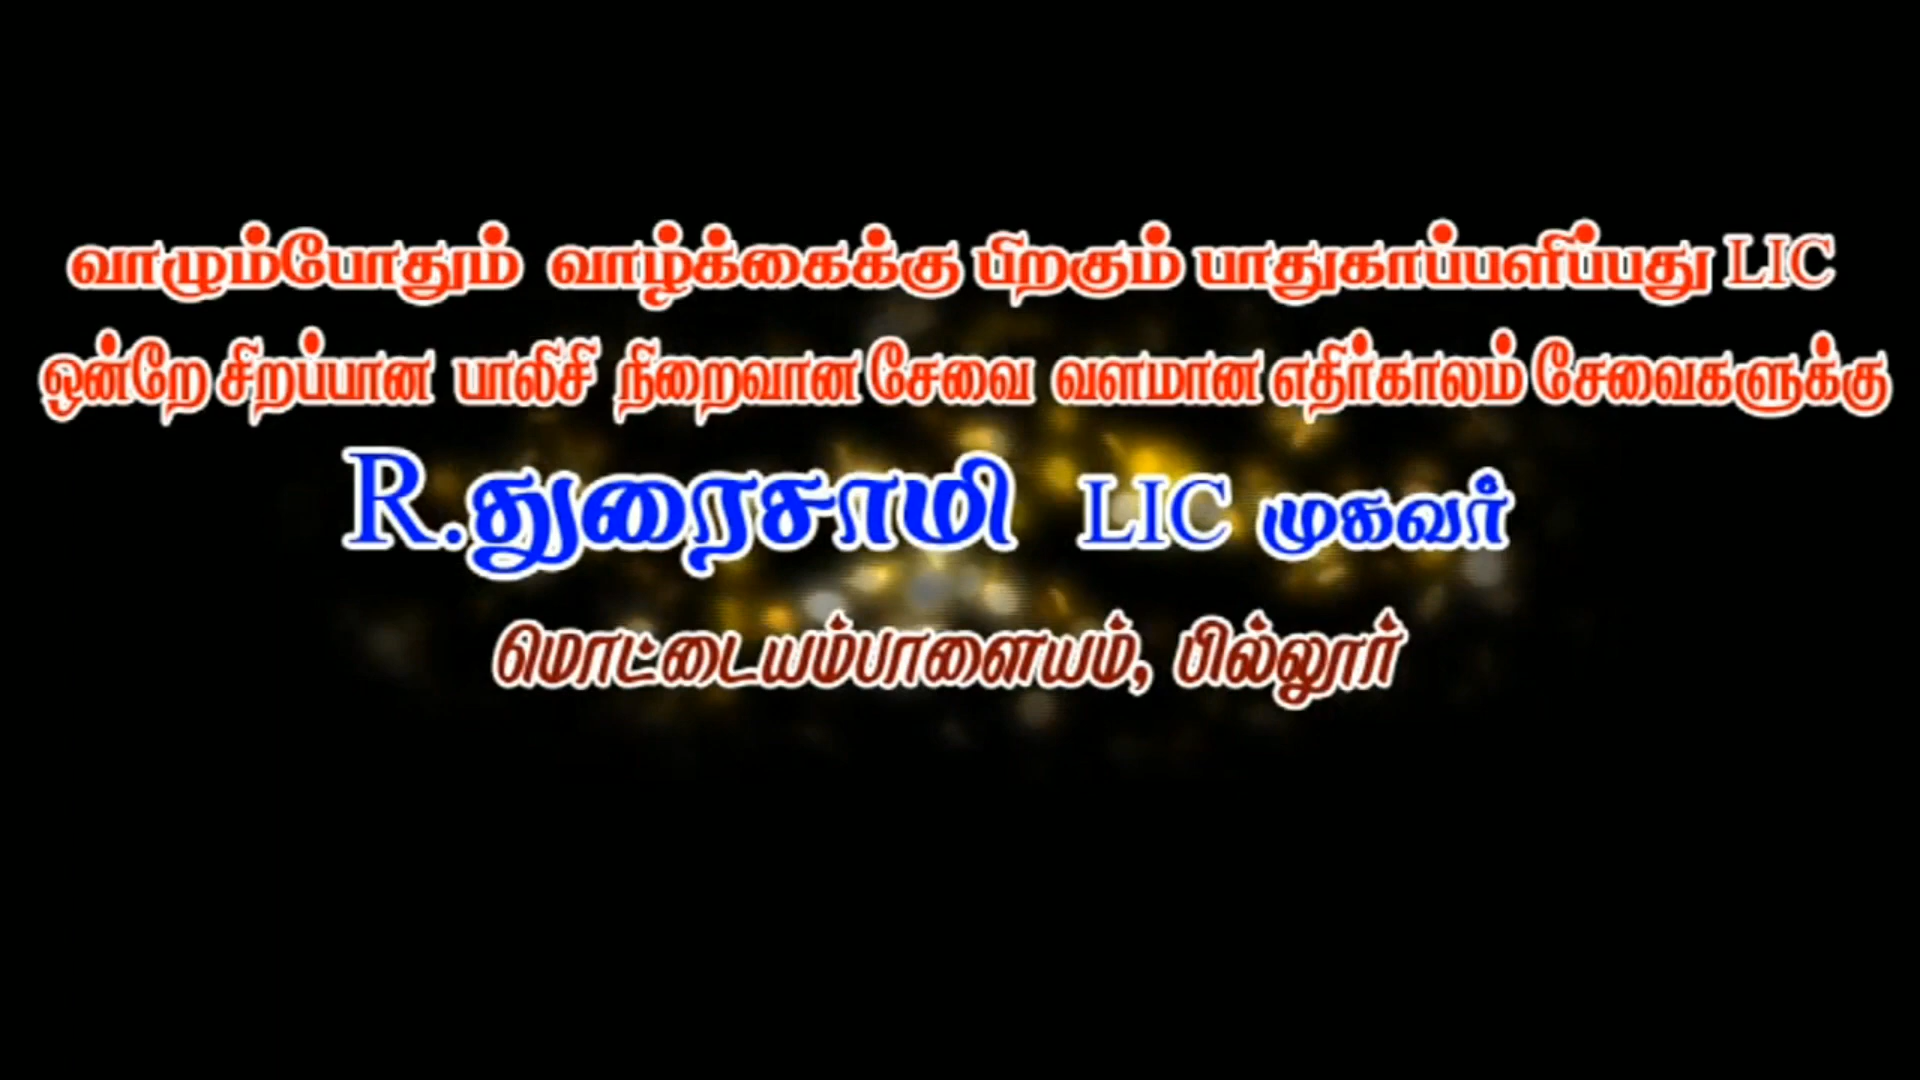 வாழும்போதும் வாழ்க்கைக்கு பிறகும் பாதுகாப்பளிப்பது LIC
ஒன்றே சிறப்பான பாலிசி நிறைவான சேவை வளமான எதிர்காலம் சேவைகளுக்கு
R.துரைசாமி LIC முகவர்
மொட்டையம்பாளையம், பில்லூர்